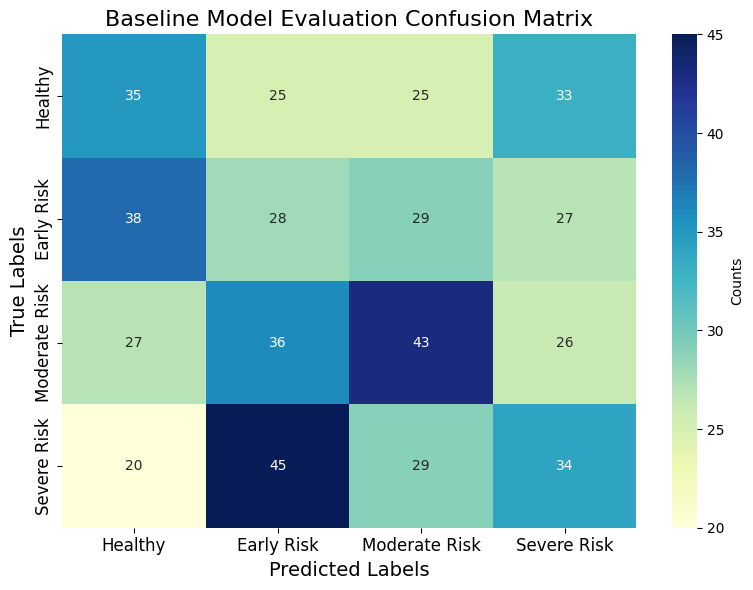 Baseline Model Evaluation Confusion Matrix
True Labels
Healthy
35 25 25 33
Early Risk
38 28 29 27
Moderate Risk
27 36 43 26
Severe Risk
20 45 29 34
Healthy Early Risk Moderate Risk Severe Risk
Predicted Labels
45
40
35
30
25
20
Counts